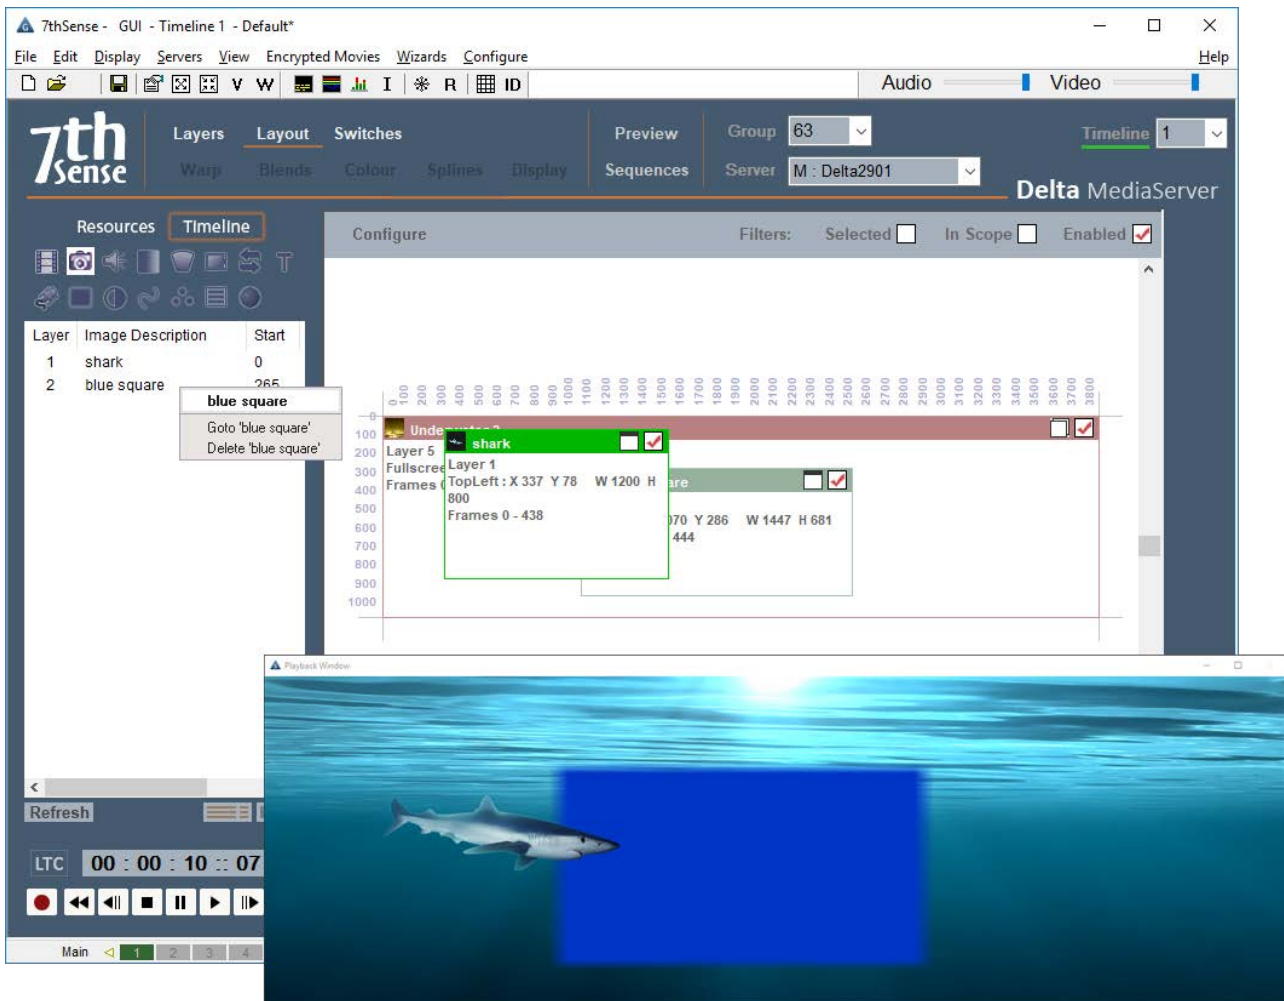 7thSense - GUI - Timeline 1 - Default*
File Edit Display Servers View Encrypted Movies Wizards Configure Help
V W I R ID Audio Video
7th Sense
Layers Layout Switches Preview Group 63 Timeline 1
Warp Blends Colour Splines Display Sequences Server M : Delta2901
Delta MediaServer
Resources Timeline
Configure Filters: Selected In Scope Enabled
T
Layer Image Description Start
1 shark 0
2 blue square 265
blue square
Goto 'blue square'
Delete 'blue square'
0 100 200 300 400 500 600 700 800 900 1000 1100 1200 1300 1400 1500 1600 1700 1800 1900 2000 2100 2200 2300 2400 2500 2600 2700 2800 2900 3000 3100 3200 3300 3400 3500 3600 3700 3800
0
100
200
300
400
500
600
700
800
900
1000
Layer 5
Frames
shark
Layer 1
TopLeft : X 337 Y 78 W 1200 H
800
Frames 0 - 438
are
070 Y 286 W 1447 H 681
444
Playback Window
Refresh
LTC 00 : 00 : 10 :: 07
Main 1 2 3 4